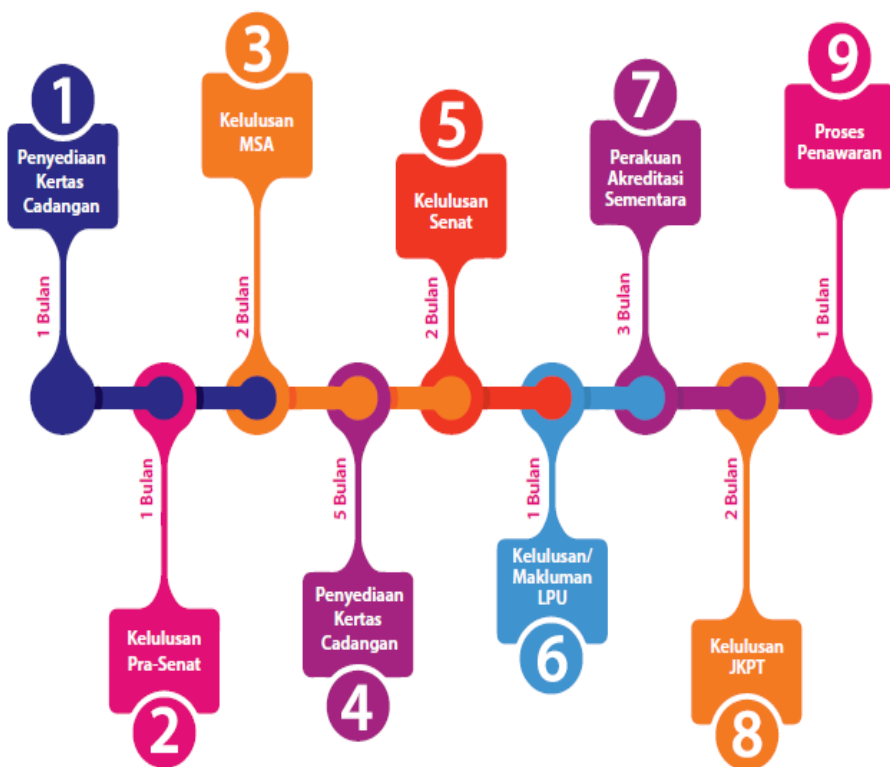 1
Penyediaan
Kertas
Cadangan
1 Bulan
2
Kelulusan
Pra-Senat
1 Bulan
3
Kelulusan
MSA
2 Bulan
4
Penyediaan
Kertas
Cadangan
5 Bulan
5
Kelulusan
Senat
2 Bulan
6
Kelulusan/
Makluman
LPU
1 Bulan
7
Perakuan
Akreditasi
Sementara
3 Bulan
8
Kelulusan
JKPT
2 Bulan
9
Proses
Penawaran
1 Bulan